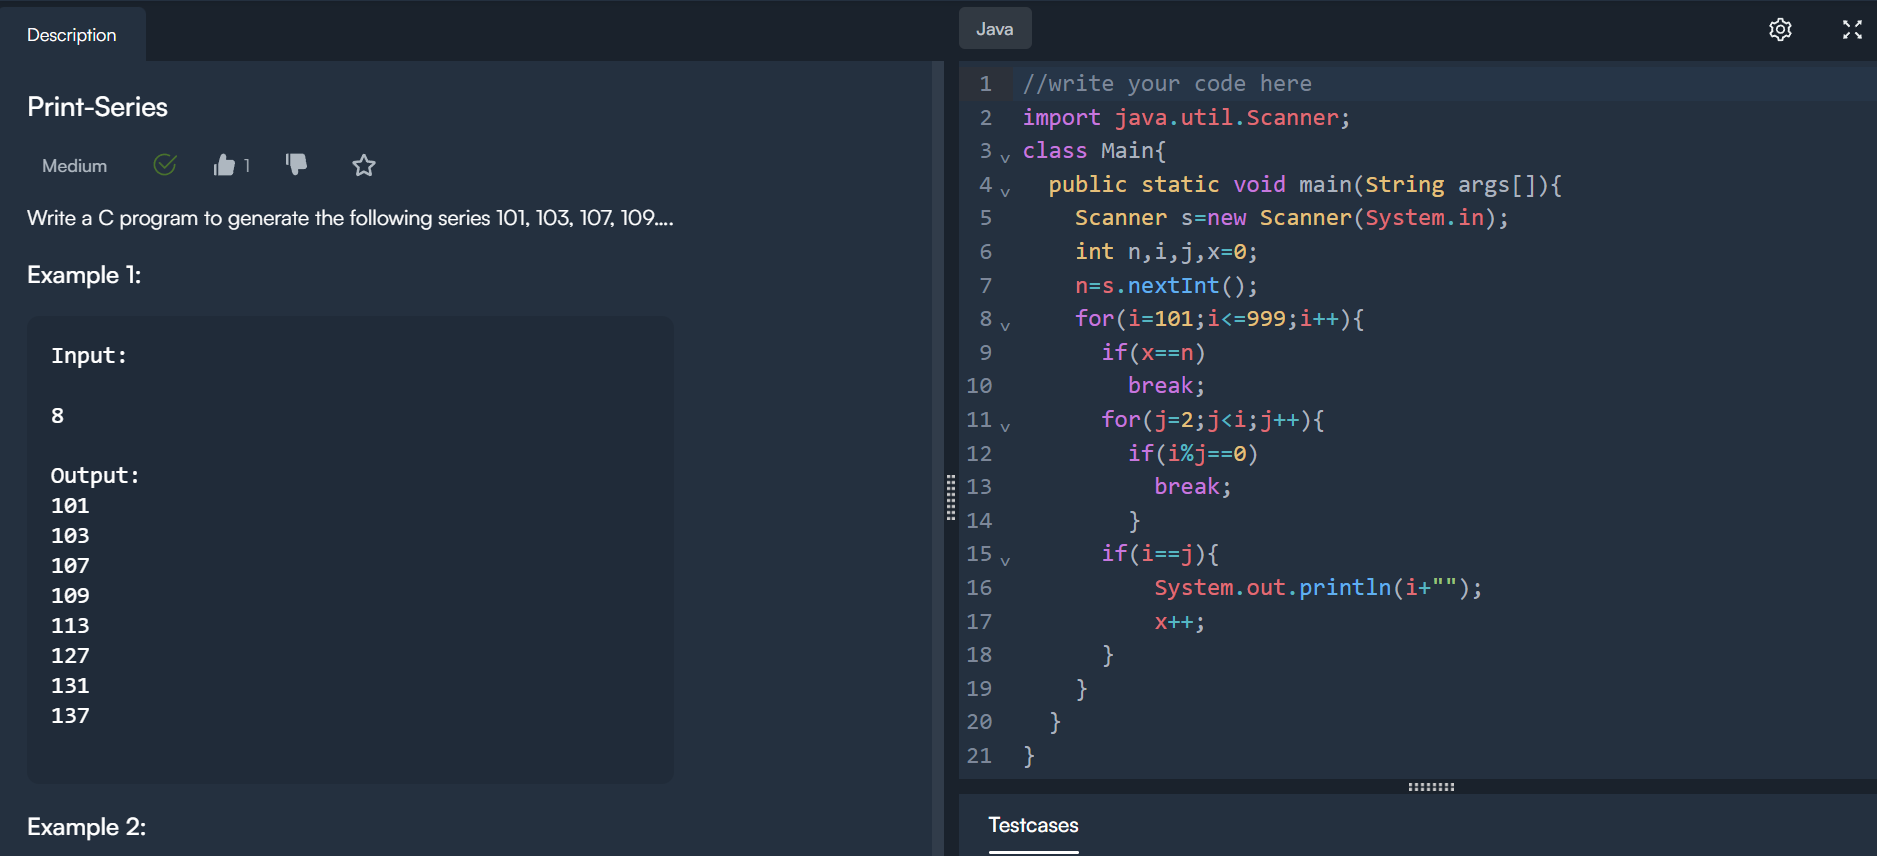 Description
Print-Series
Medium 1
Write a C program to generate the following series 101, 103, 107, 109....
Example 1:
Input:
8
Output:
101
103
107
109
113
127
131
137
Example 2:
Java
1 //write your code here
2 import java.util.Scanner;
3 class Main{
4   public static void main(String args[]){
5     Scanner s=new Scanner(System.in);
6     int n,i,j,x=0;
7     n=s.nextInt();
8     for(i=101;i<=999;i++){
9       if(x==n)
10         break;
11       for(j=2;j<i;j++){
12         if(i%j==0)
13           break;
14         }
15       if(i==j){
16           System.out.println(i+"");
17           x++;
18       }
19     }
20   }
21 }
Testcases